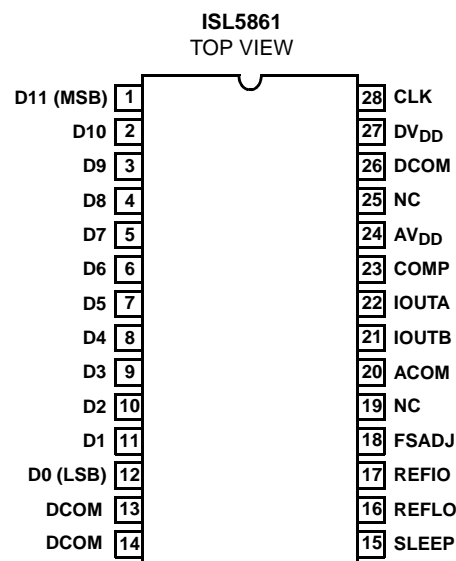 ISL5861
TOP VIEW
D11 (MSB) 1 28 CLK
D10 2 27 DVDD
D9 3 26 DCOM
D8 4 25 NC
D7 5 24 AVDD
D6 6 23 COMP
D5 7 22 IOUTA
D4 8 21 IOUTB
D3 9 20 ACOM
D2 10 19 NC
D1 11 18 FSADJ
D0 (LSB) 12 17 REFIO
DCOM 13 16 REFLO
DCOM 14 15 SLEEP